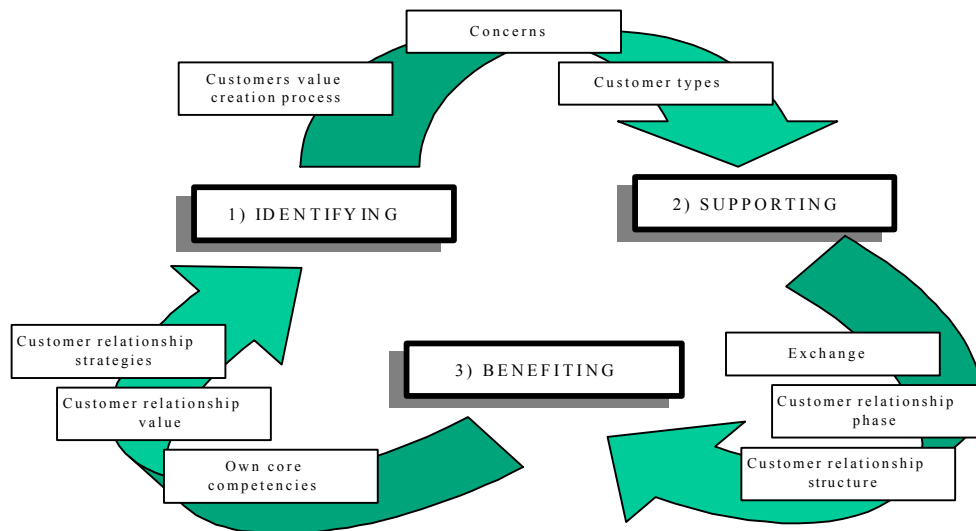 Concerns
Customers value
creation process
Customer types
1) IDENTIFYING
2) SUPPORTING
Customer relationship
strategies
Exchange
3) BENEFITING
Customer relationship
value
Customer relationship
phase
Own core
competencies
Customer relationship
structure